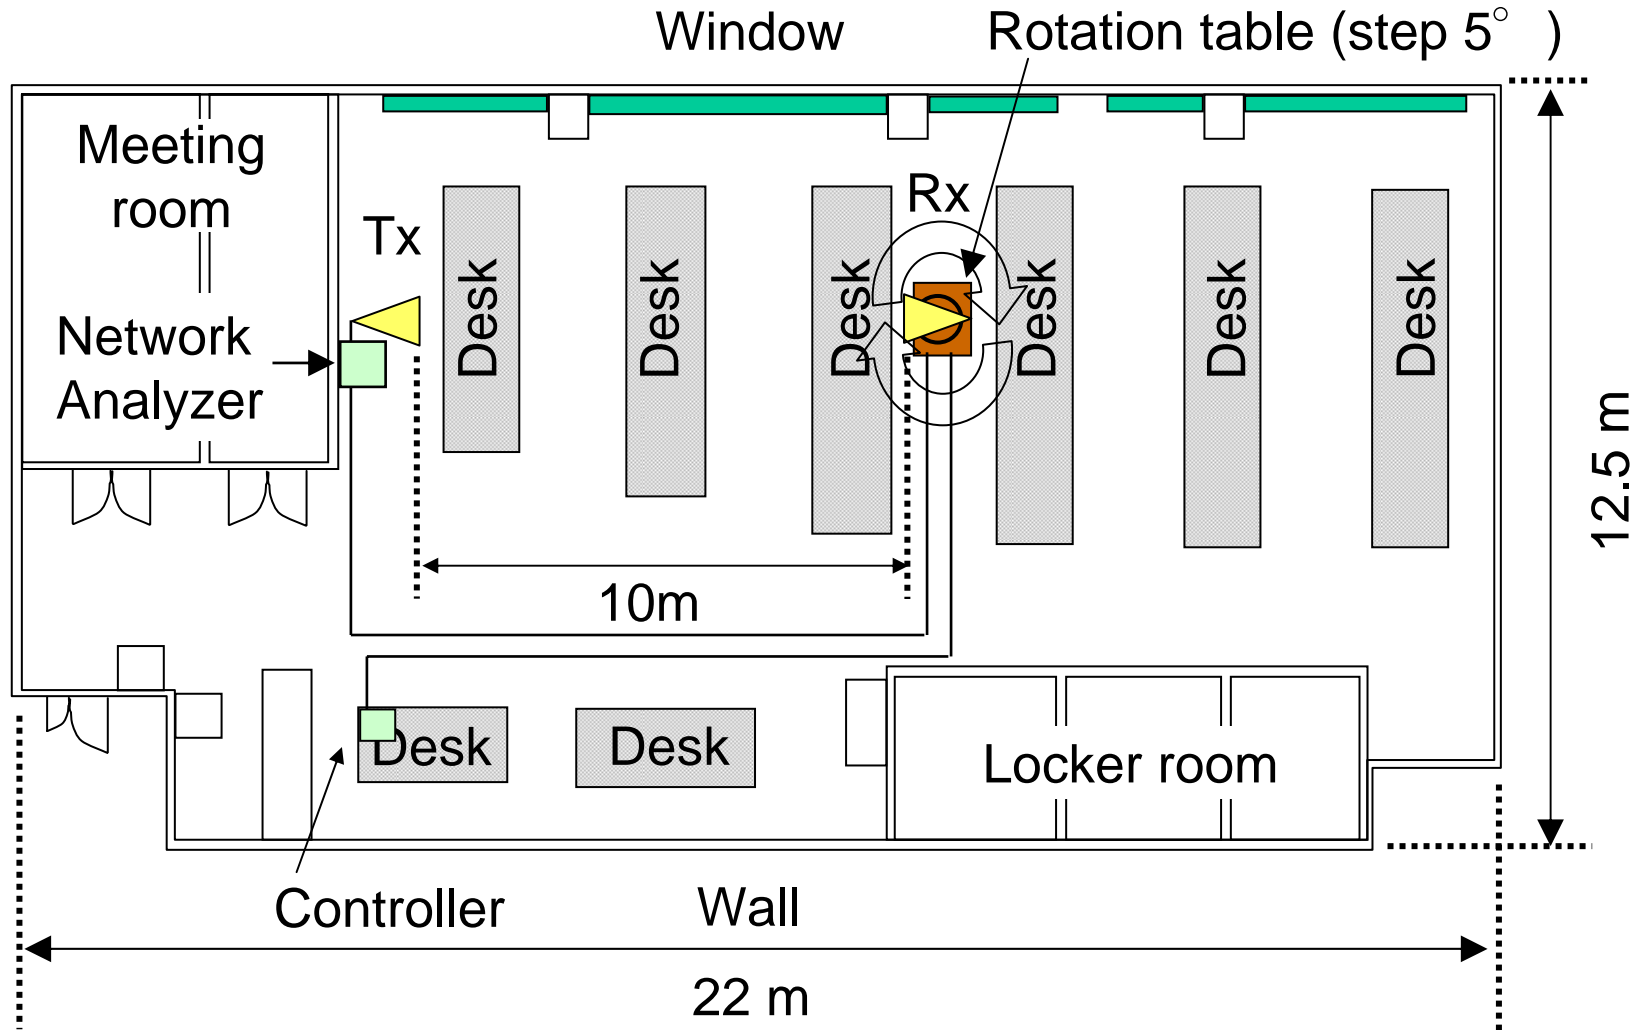 Window
Rotation table (step 5° )
Meeting
room
Rx
Tx
Desk
Desk
Desk
Desk
Desk
Desk
Network
Analyzer
12.5 m
10m
Desk
Desk
Locker room
Controller
Wall
22 m